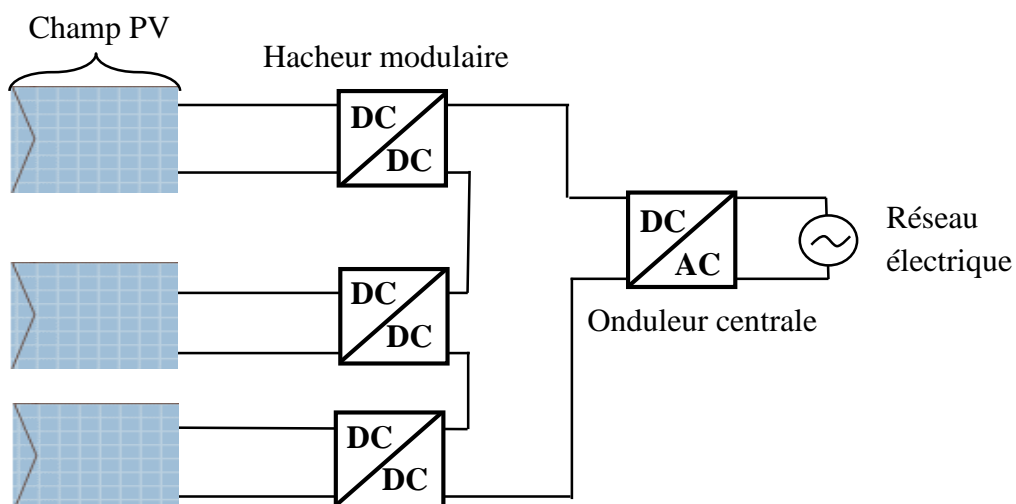 Champ PV
Hacheur modulaire
DC
DC
DC
AC
Réseau
électrique
DC
DC
Onduleur centrale
DC
DC